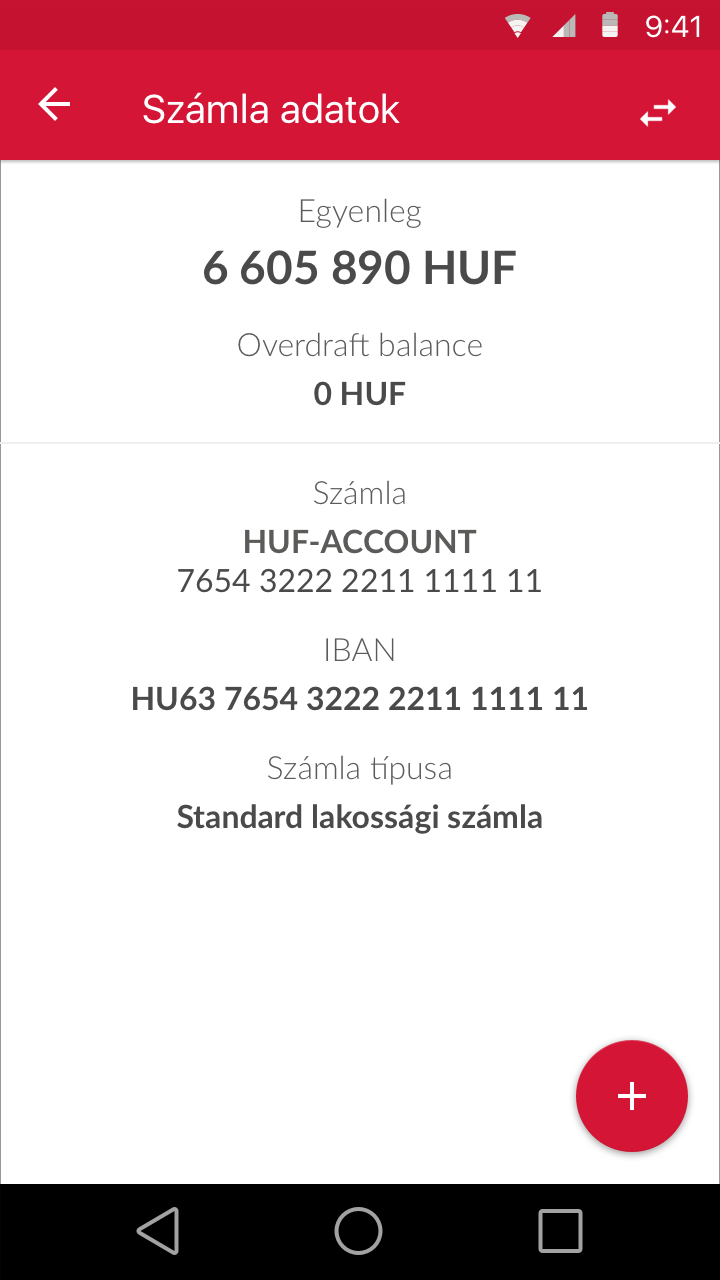 9:41
Számla adatok
Egyenleg
6 605 890 HUF
Overdraft balance
0 HUF
Számla
HUF-ACCOUNT
7654 3222 2211 1111 11
IBAN
HU63 7654 3222 2211 1111 11
Számla típusa
Standard lakossági számla